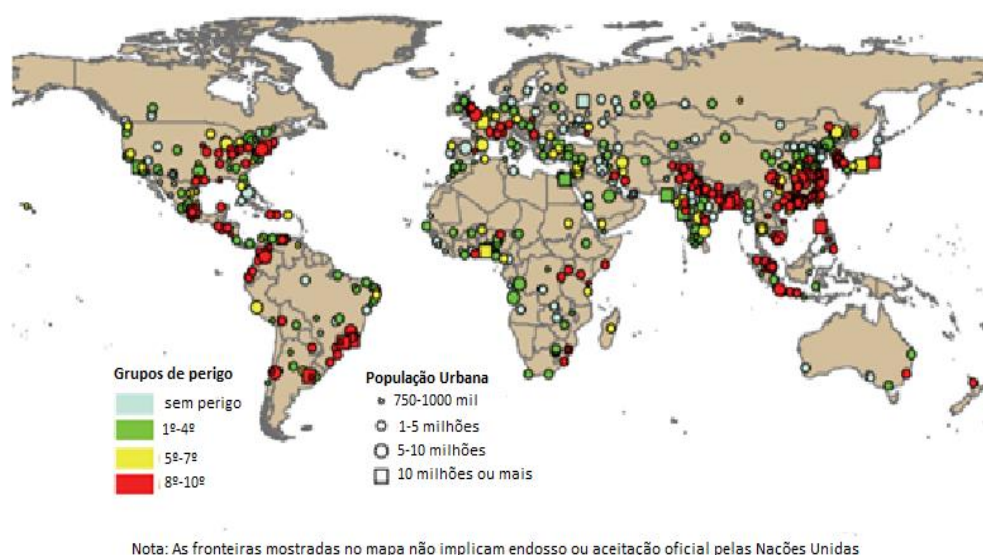 Grupos de perigo
sem perigo
1º-4º
5º-7º
8º-10º
População Urbana
750-1000 mil
1-5 milhões
5-10 milhões
10 milhões ou mais
Nota: As fronteiras mostradas no mapa não implicam endosso ou aceitação oficial pelas Nações Unidas